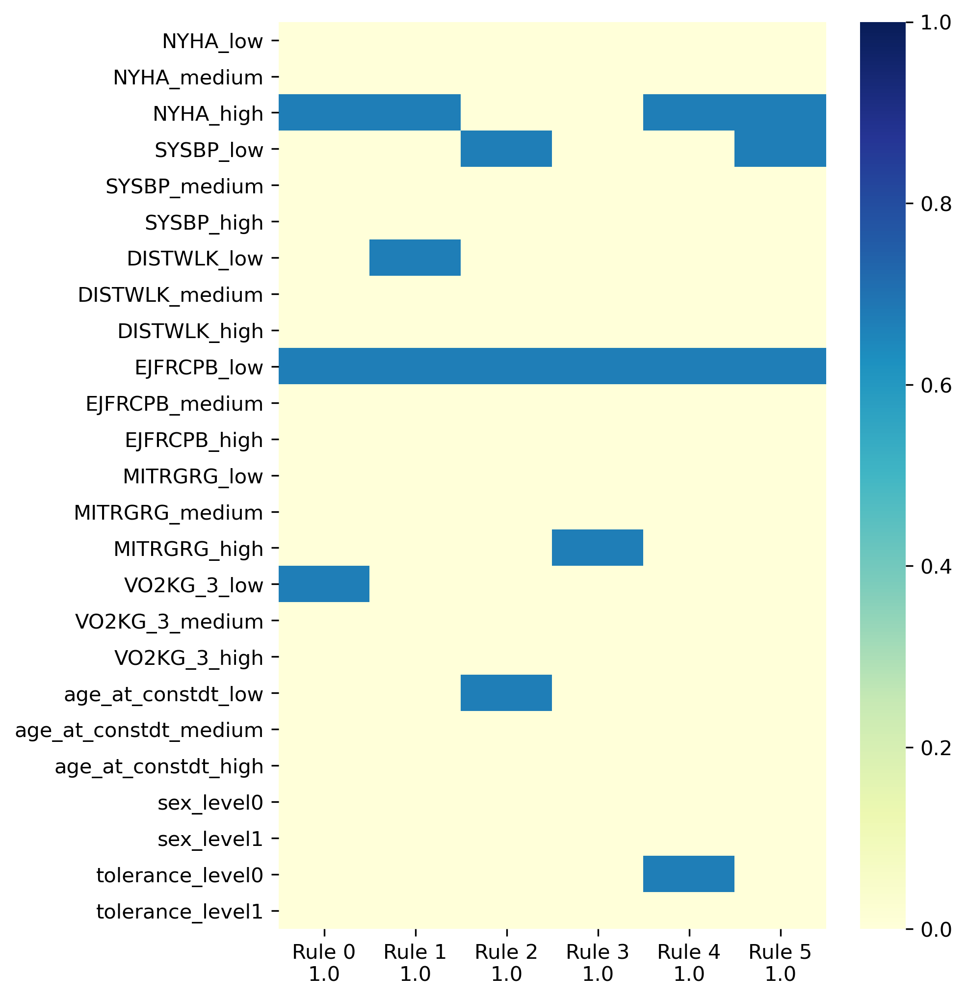 NYHA_low
NYHA_medium
NYHA_high
SYSBP_low
SYSBP_medium
SYSBP_high
DISTWLK_low
DISTWLK_medium
DISTWLK_high
EJFRCPB_low
EJFRCPB_medium
EJFRCPB_high
MITRGRG_low
MITRGRG_medium
MITRGRG_high
VO2KG_3_low
VO2KG_3_medium
VO2KG_3_high
age_at_constdt_low
age_at_constdt_medium
age_at_constdt_high
sex_level0
sex_level1
tolerance_level0
tolerance_level1
Rule 0 Rule 1 Rule 2 Rule 3 Rule 4 Rule 5
1.0 1.0 1.0 1.0 1.0 1.0
1.0
0.8
0.6
0.4
0.2
0.0